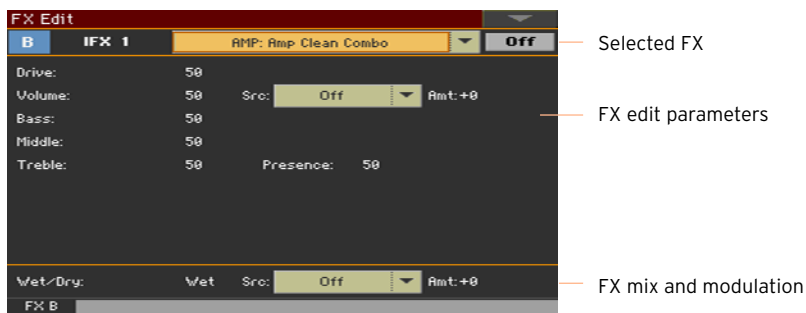 FX Edit
B IFX 1 AMP: Amp Clean Combo Off Selected FX
Drive: 50
Volume: 50 Src: Off Amt:+0
FX edit parameters
Bass: 50
Middle: 50
Treble: 50 Presence: 50
Wet/Dry: Wet Src: Off Amt:+0 FX mix and modulation
FX B